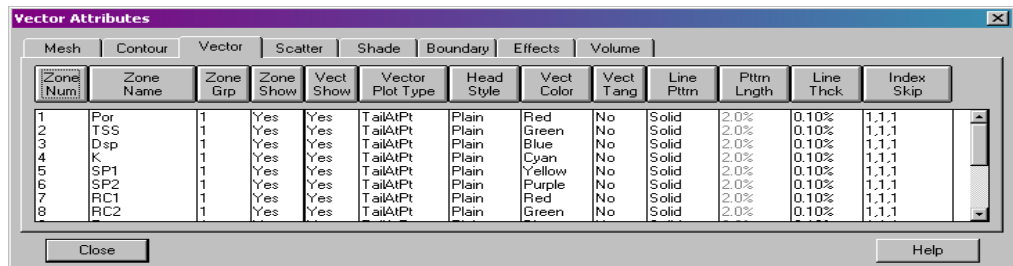 Vector Attributes
Mesh Contour Vector Scatter Shade Boundary Effects Volume
Zone Num Zone Name Zone Grp Zone Show Vect Show Vector Plot Type Head Style Vect Color Vect Tang Line Pttrn Pttrn Lngth Line Thck Index Skip
1 Por 1 Yes Yes TailAtPt Plain Red No Solid 2.0% 0.10% 1,1,1
2 TSS 1 Yes Yes TailAtPt Plain Green No Solid 2.0% 0.10% 1,1,1
3 Dsp 1 Yes Yes TailAtPt Plain Blue No Solid 2.0% 0.10% 1,1,1
4 K 1 Yes Yes TailAtPt Plain Cyan No Solid 2.0% 0.10% 1,1,1
5 SP1 1 Yes Yes TailAtPt Plain Yellow No Solid 2.0% 0.10% 1,1,1
6 SP2 1 Yes Yes TailAtPt Plain Purple No Solid 2.0% 0.10% 1,1,1
7 RC1 1 Yes Yes TailAtPt Plain Red No Solid 2.0% 0.10% 1,1,1
8 RC2 1 Yes Yes TailAtPt Plain Green No Solid 2.0% 0.10% 1,1,1
Close Help